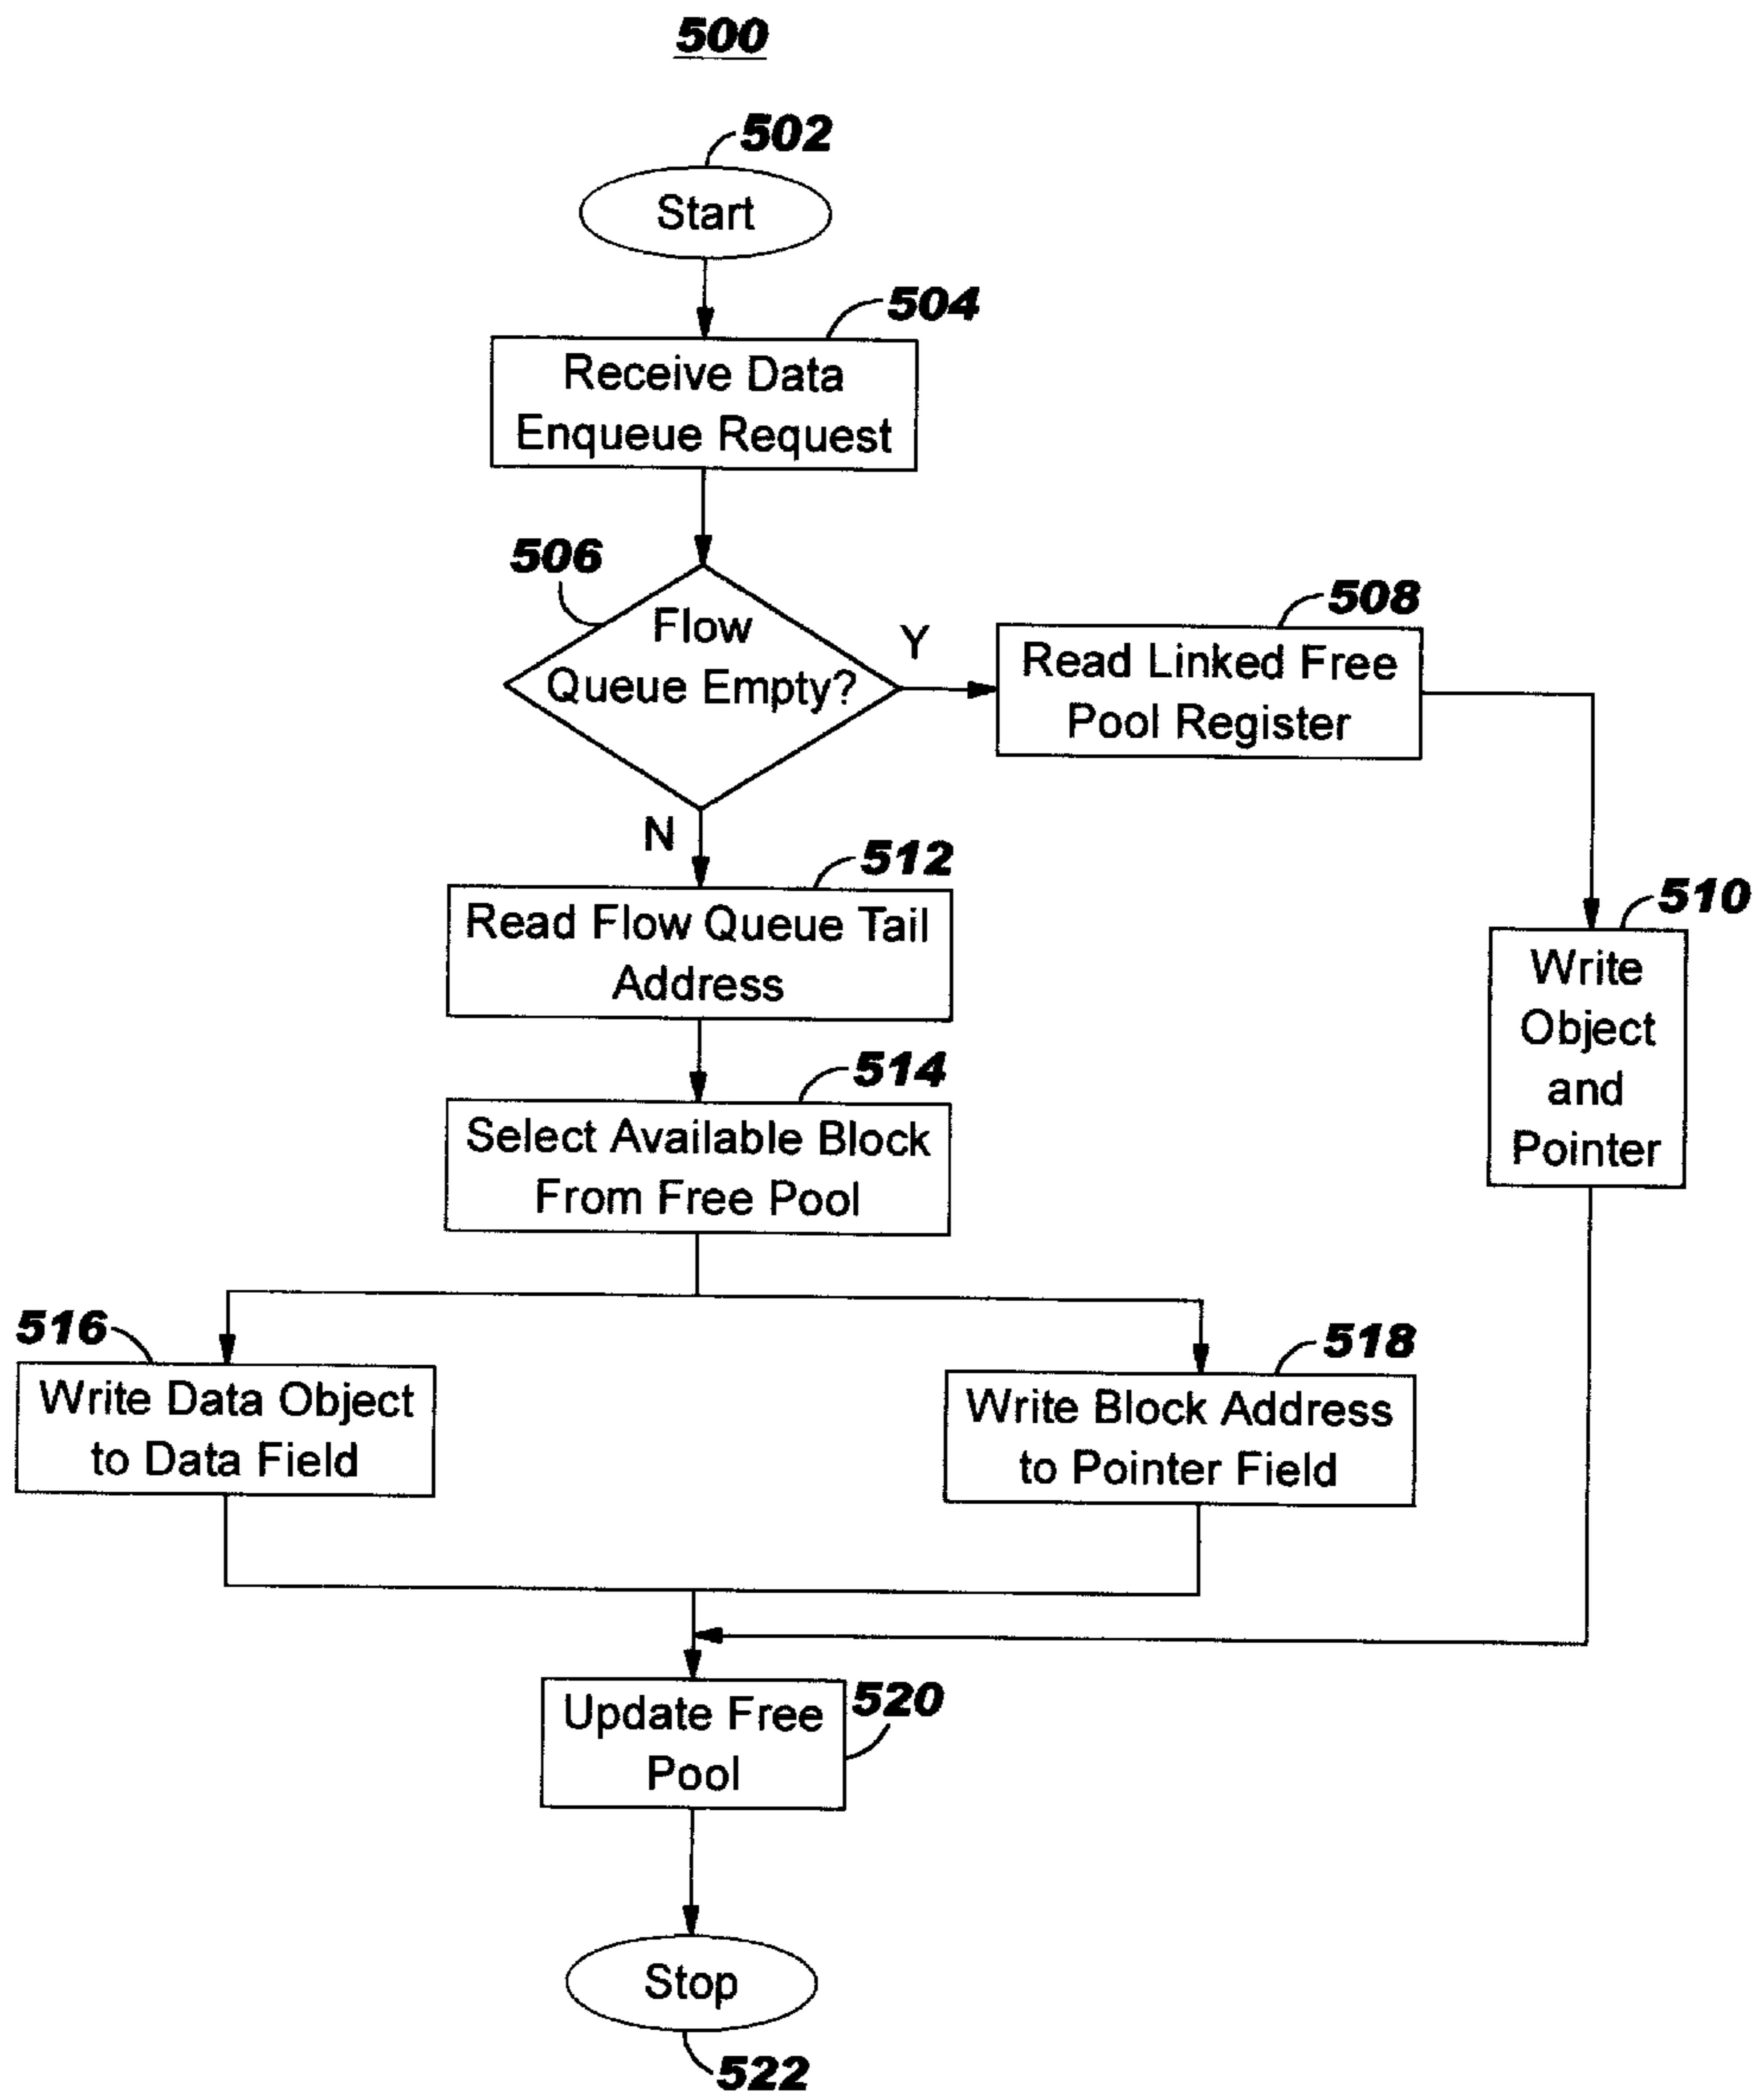 500
502
Start
504
Receive Data
Enqueue Request
506
Flow
Queue Empty?
Y
508
Read Linked Free
Pool Register
N
512
Read Flow Queue Tail
Address
510
Write
Object
and
Pointer
514
Select Available Block
From Free Pool
516
Write Data Object
to Data Field
518
Write Block Address
to Pointer Field
520
Update Free
Pool
Stop
522